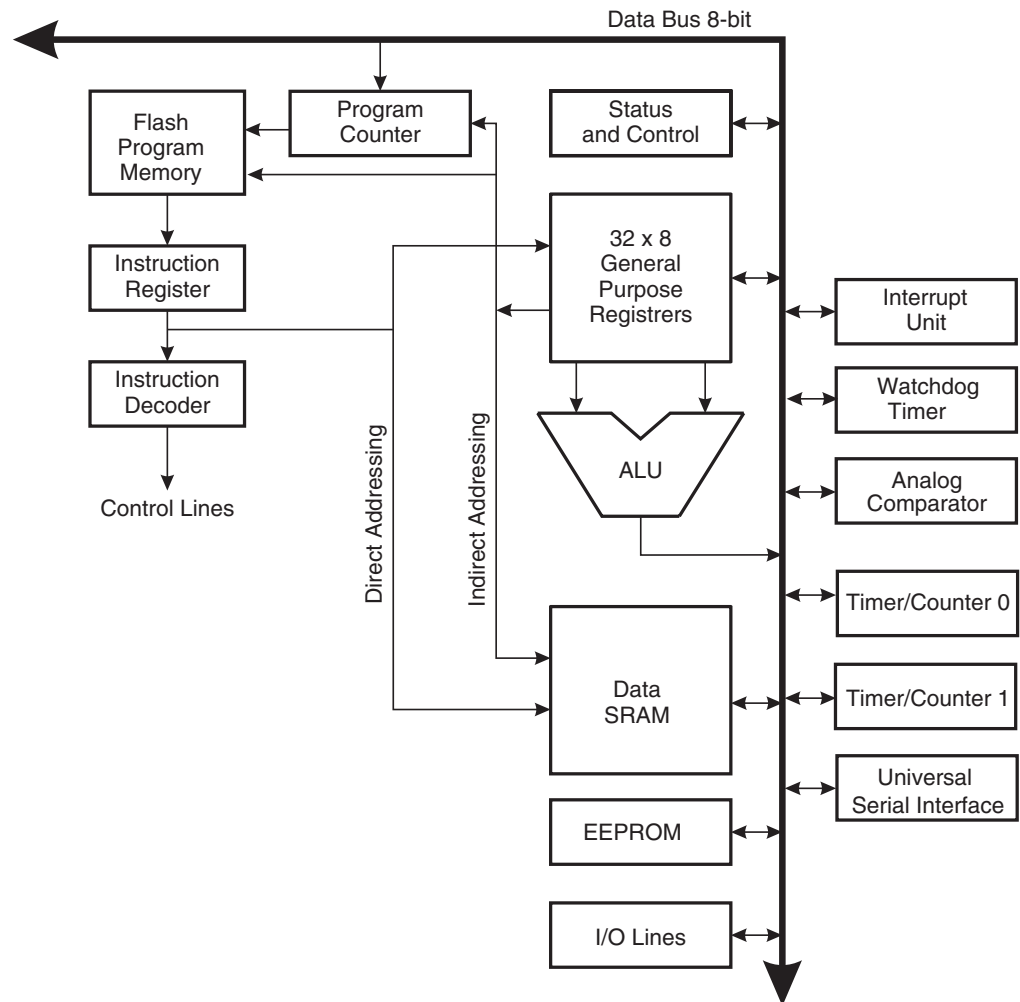 Data Bus 8-bit
Flash
Program
Memory
Program
Counter
Status
and Control
32 x 8
General
Purpose
Registrers
Instruction
Register
Instruction
Decoder
Control Lines
Direct Addressing
Indirect Addressing
ALU
Interrupt
Unit
Watchdog
Timer
Analog
Comparator
Timer/Counter 0
Data
SRAM
Timer/Counter 1
Universal
Serial Interface
EEPROM
I/O Lines